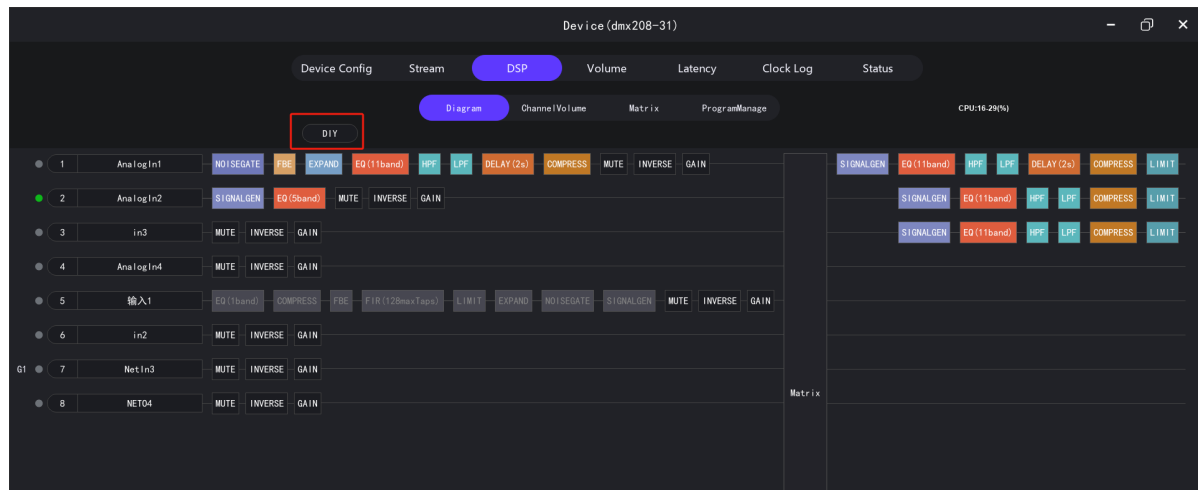 Device(dmx208-31)
Device Config Stream DSP Volume Latency Clock Log Status
Diagram ChannelVolume Matrix ProgramManage CPU:16-29(%)
DIY
1 AnalogIn1 NOISEGATE FBE EXPAND EQ(11band) HPF LPF DELAY(2s) COMPRESS MUTE INVERSE GAIN SIGNALGEN EQ(11band) HPF LPF DELAY(2s) COMPRESS LIMIT
2 AnalogIn2 SIGNALGEN EQ(5band) MUTE INVERSE GAIN SIGNALGEN EQ(11band) HPF LPF COMPRESS LIMIT
3 in3 MUTE INVERSE GAIN SIGNALGEN EQ(11band) HPF LPF COMPRESS LIMIT
4 AnalogIn4 MUTE INVERSE GAIN
5 输入1 EQ(1band) COMPRESS FBE FIR(128maxTaps) LIMIT EXPAND NOISEGATE SIGNALGEN MUTE INVERSE GAIN
6 in2 MUTE INVERSE GAIN
G1 7 NetIn3 MUTE INVERSE GAIN
Matrix
8 NET04 MUTE INVERSE GAIN